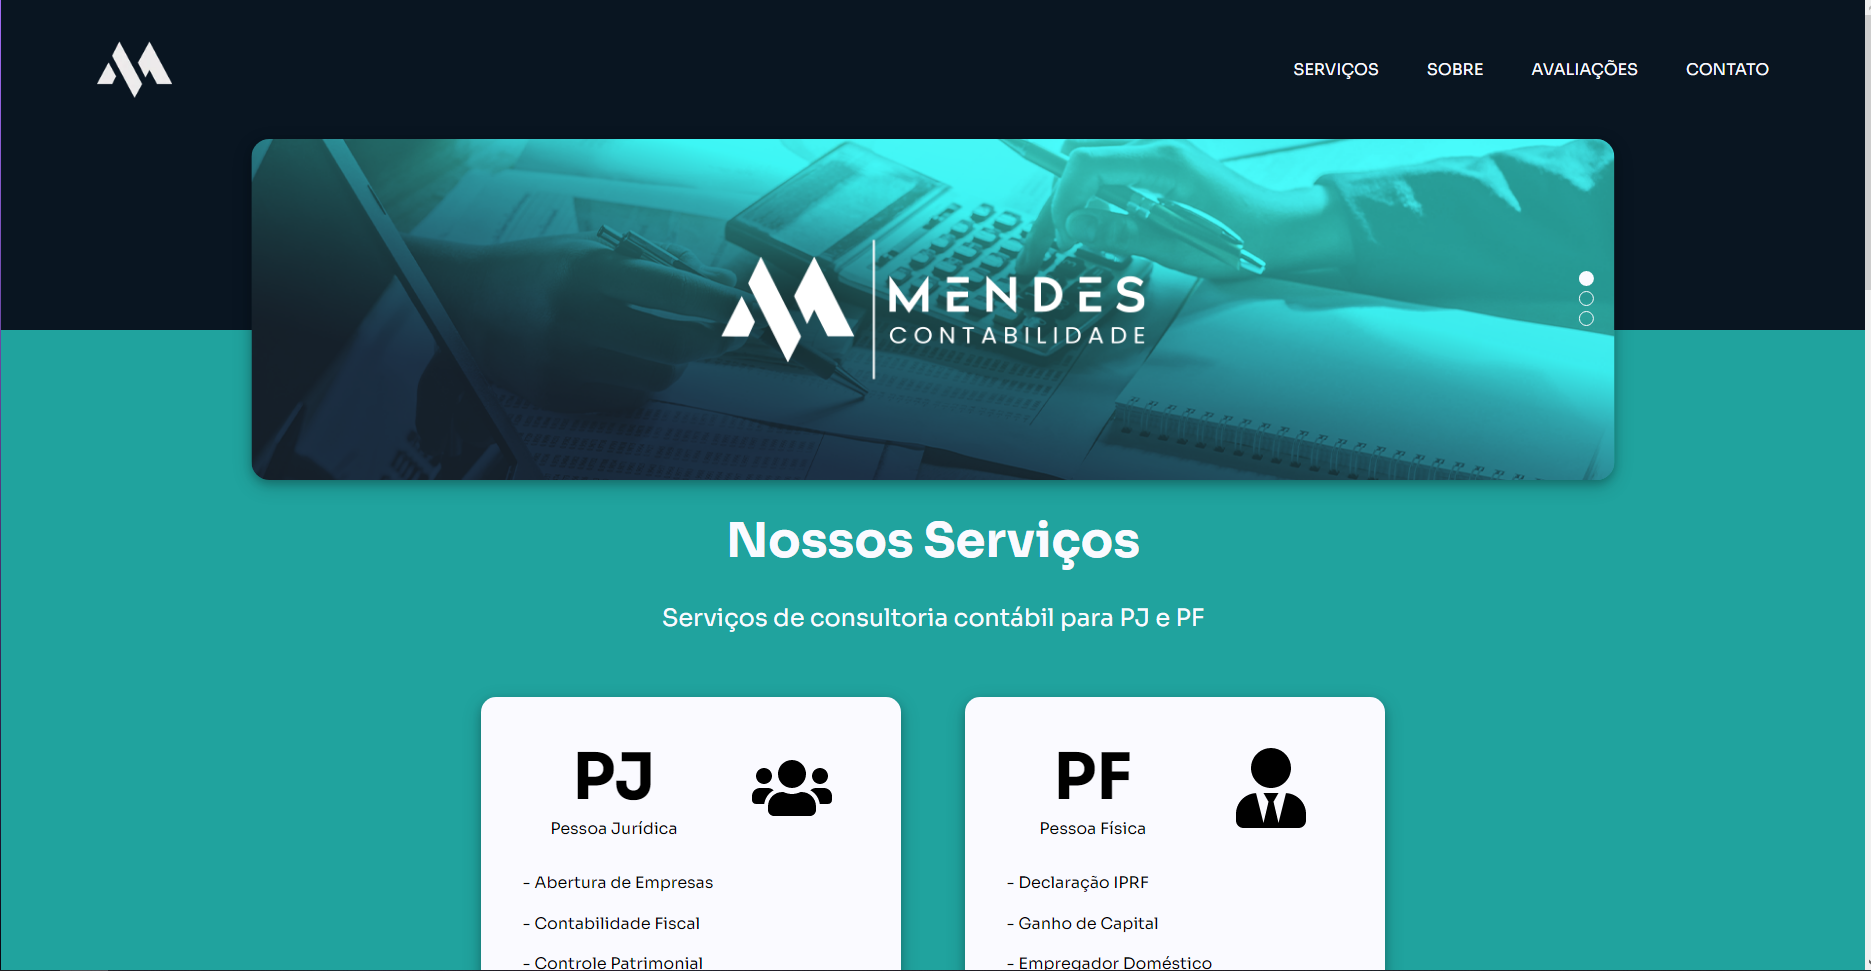 SERVIÇOS SOBRE AVALIAÇÕES CONTATO
MENDES
CONTABILIDADE
Nossos Serviços
Serviços de consultoria contábil para PJ e PF
PJ
Pessoa Jurídica
- Abertura de Empresas
- Contabilidade Fiscal
- Controle Patrimonial
PF
Pessoa Física
- Declaração IPRF
- Ganho de Capital
- Empregador Doméstico